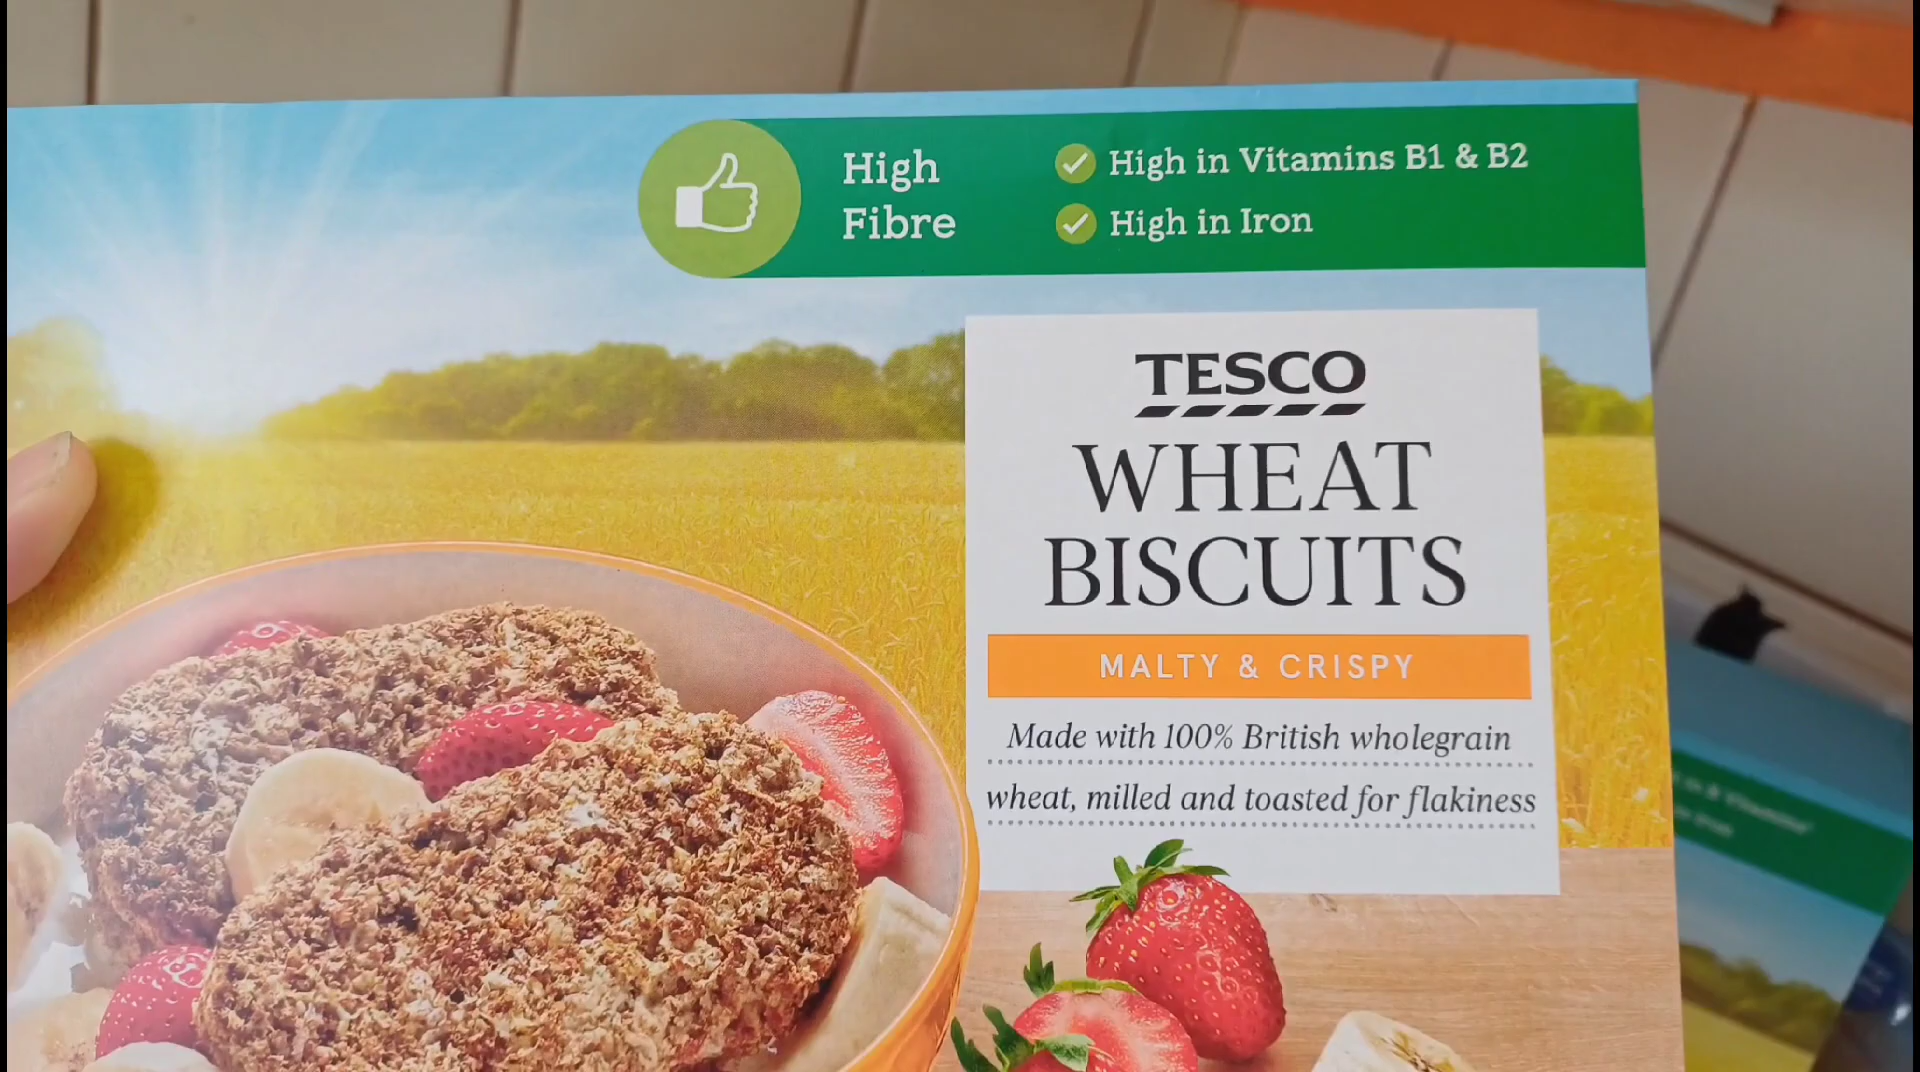 High
Fibre
High in Vitamins B1 & B2
High in Iron
TESCO
WHEAT
BISCUITS
MALTY & CRISPY
Made with 100% British wholegrain
wheat, milled and toasted for flakiness